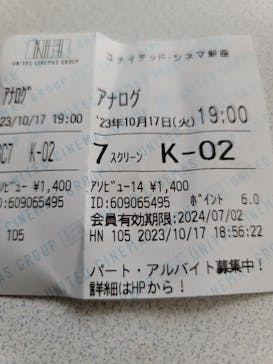 UNITED CINEMAS GROUP
ユナイテッド・シネマ新座
アナログ
23/10/17 19:00
C7 K-02
ソビュー ¥1,400
ID:609065495
105
アナログ
'23年10月17日(火) 19:00
7 スクリーン K-02
アソビュー14 ¥1,400
ID:609065495 ポイント 6.0
会員有効期限:2024/07/02
HN 105 2023/10/17 18:56:22
パート・アルバイト募集中!
詳細はHPから!